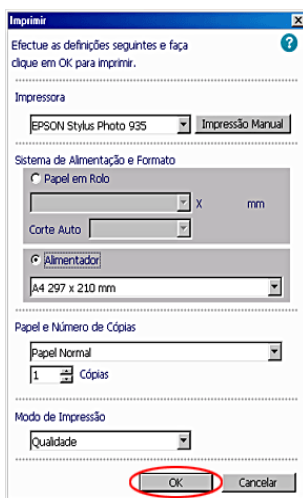 Imprimir
Efectue as definições seguintes e faça
clique em OK para imprimir.
Impressora
EPSON Stylus Photo 935 Impressão Manual
Sistema de Alimentação e Formato
Papel em Rolo
X mm
Corte Auto
Alimentador
A4 297 x 210 mm
Papel e Número de Cópias
Papel Normal
1 Cópias
Modo de Impressão
Qualidade
OK Cancelar